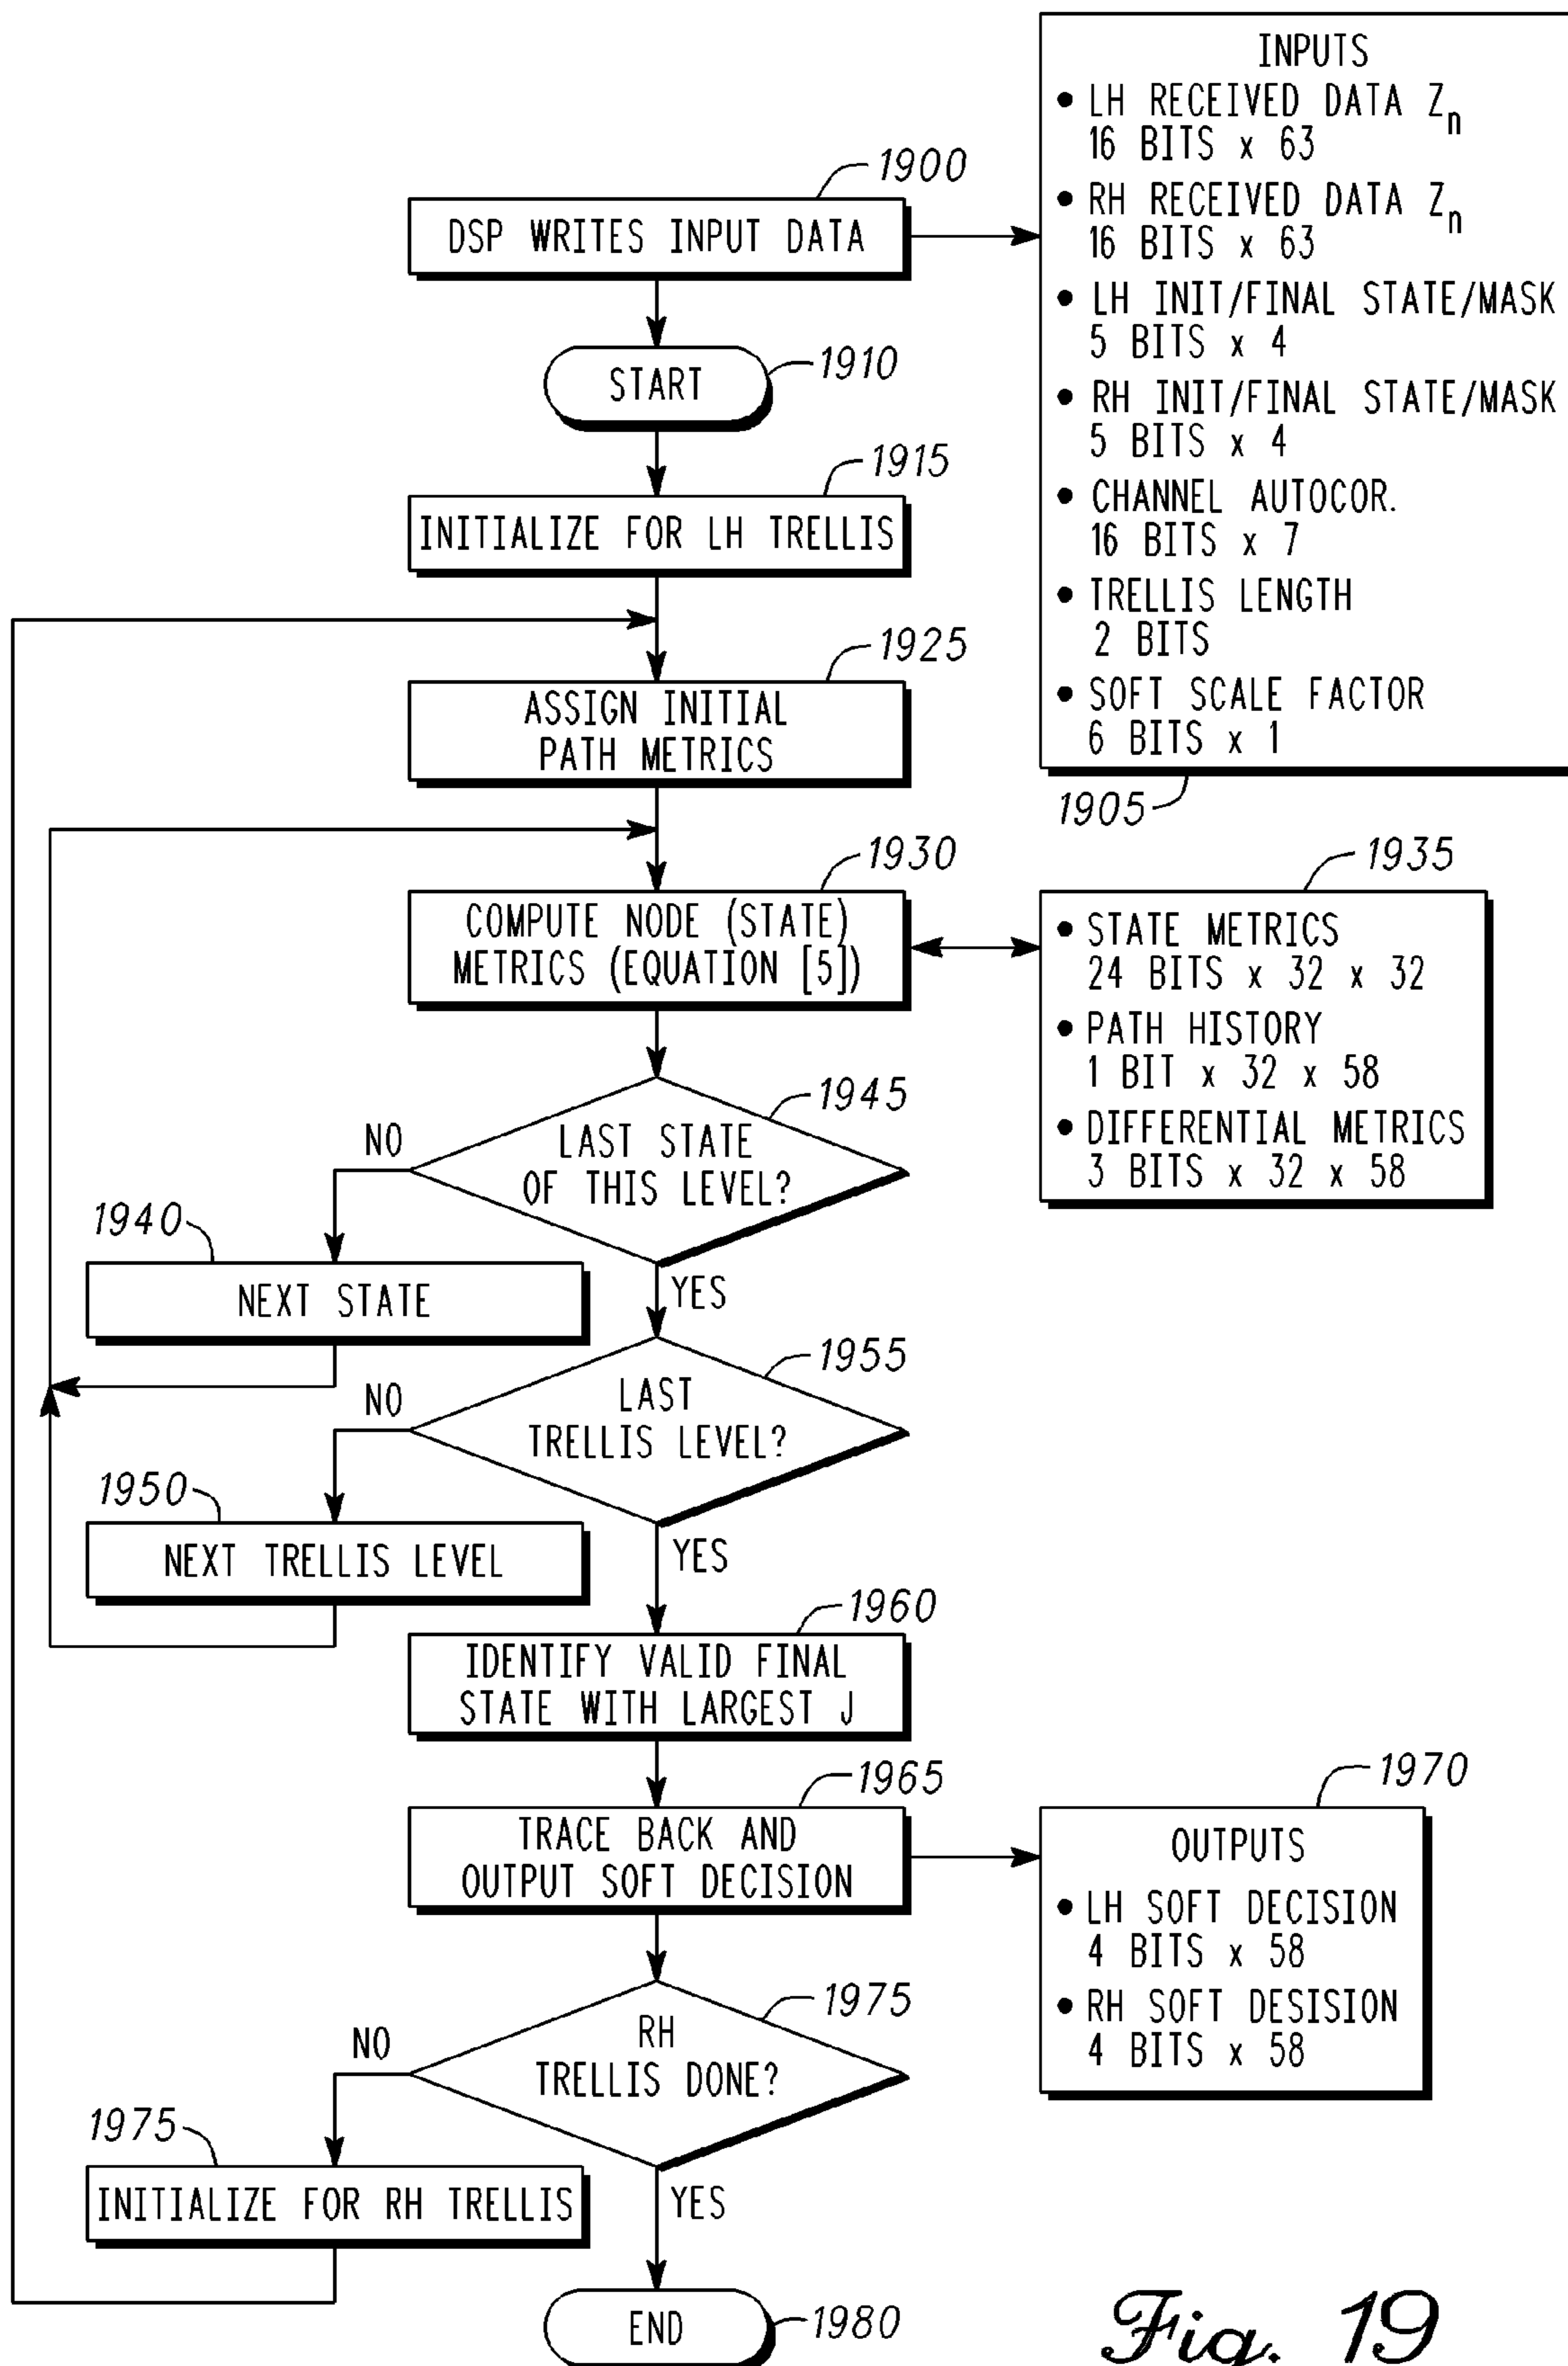 1900
DSP WRITES INPUT DATA
INPUTS
• LH RECEIVED DATA Zn
16 BITS x 63
• RH RECEIVED DATA Zn
16 BITS x 63
• LH INIT/FINAL STATE/MASK
5 BITS x 4
• RH INIT/FINAL STATE/MASK
5 BITS x 4
• CHANNEL AUTOCOR.
16 BITS x 7
• TRELLIS LENGTH
2 BITS
• SOFT SCALE FACTOR
6 BITS x 1
1905
START
1910
1915
INITIALIZE FOR LH TRELLIS
1925
ASSIGN INITIAL
PATH METRICS
1930
COMPUTE NODE (STATE)
METRICS (EQUATION [5])
1935
• STATE METRICS
24 BITS x 32 x 32
• PATH HISTORY
1 BIT x 32 x 58
• DIFFERENTIAL METRICS
3 BITS x 32 x 58
1945
LAST STATE
OF THIS LEVEL?
NO
YES
1940
NEXT STATE
1955
LAST
TRELLIS LEVEL?
NO
YES
1950
NEXT TRELLIS LEVEL
1960
IDENTIFY VALID FINAL
STATE WITH LARGEST J
1965
TRACE BACK AND
OUTPUT SOFT DECISION
1970
OUTPUTS
• LH SOFT DECISION
4 BITS x 58
• RH SOFT DESISION
4 BITS x 58
1975
RH
TRELLIS DONE?
NO
YES
1975
INITIALIZE FOR RH TRELLIS
END
1980
Fig. 19